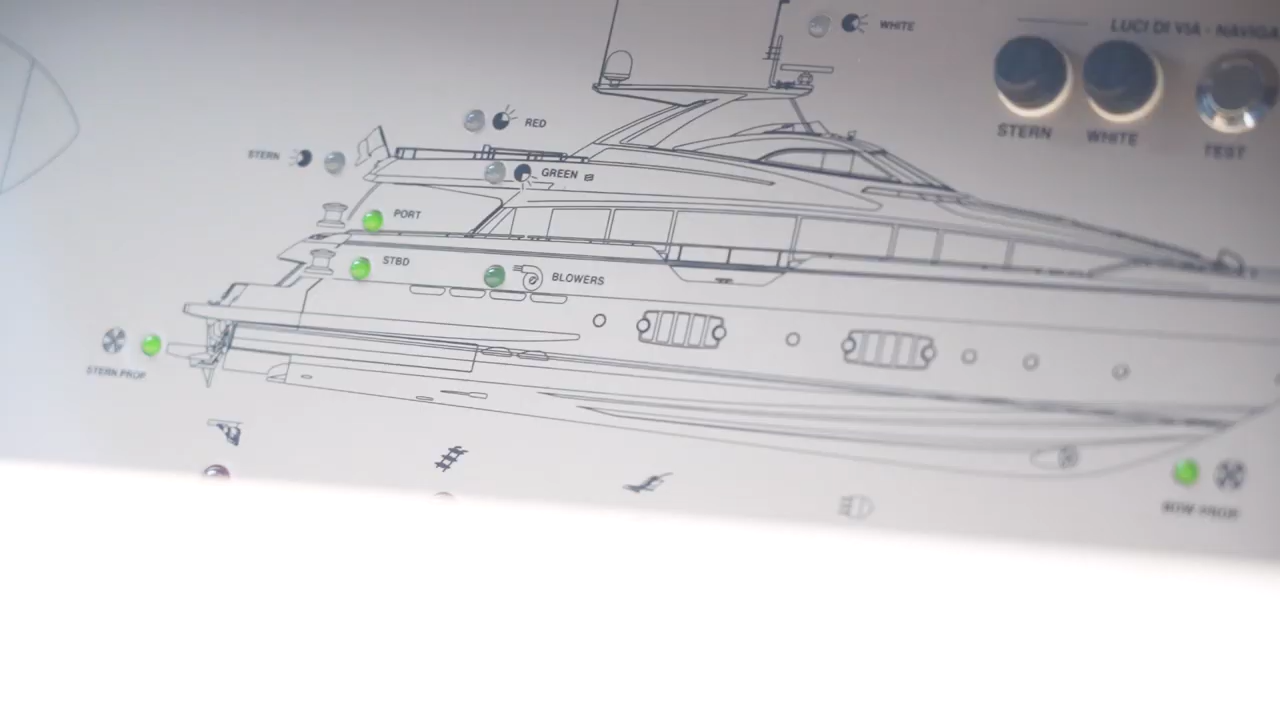 WHITE
LUCI DI VIA - NAVIGA
STERN
WHITE
TEST
RED
STERN
GREEN
PORT
STBD
BLOWERS
STERN PROP
BOW PROP